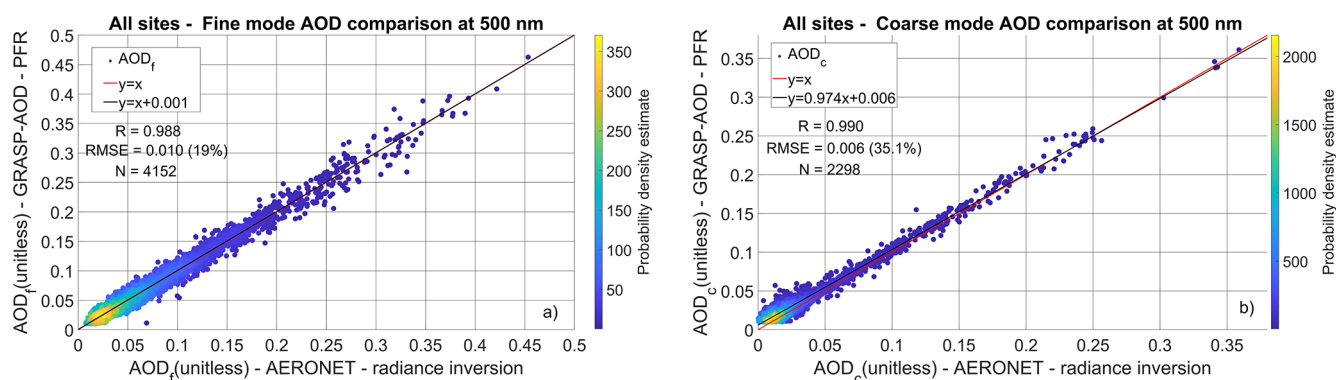 All sites - Fine mode AOD comparison at 500 nm
AOD_f(unitless) - GRASP-AOD - PFR
0.5
0.45
0.4
0.35
0.3
0.25
0.2
0.15
0.1
0.05
0
AOD_f
y=x
y=x+0.001
R = 0.988
RMSE = 0.010 (19%)
N = 4152
a)
0 0.05 0.1 0.15 0.2 0.25 0.3 0.35 0.4 0.45 0.5
AOD_f(unitless) - AERONET - radiance inversion
350
300
250
200
150
100
50
Probability density estimate
All sites - Coarse mode AOD comparison at 500 nm
AOD_c(unitless) - GRASP-AOD - PFR
0.35
0.3
0.25
0.2
0.15
0.1
0.05
0
AOD_c
y=x
y=0.974x+0.006
R = 0.990
RMSE = 0.006 (35.1%)
N = 2298
b)
0 0.05 0.1 0.15 0.2 0.25 0.3 0.35
AOD_c(unitless) - AERONET - radiance inversion
2000
1500
1000
500
Probability density estimate